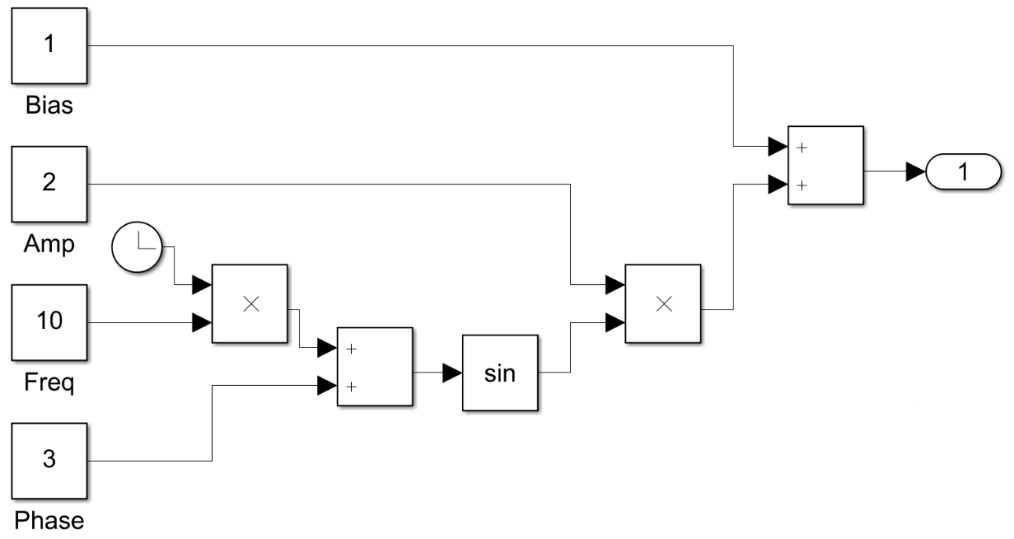 1
Bias
2
Amp
10
Freq
3
Phase
×
+
+
sin
×
+
+
1